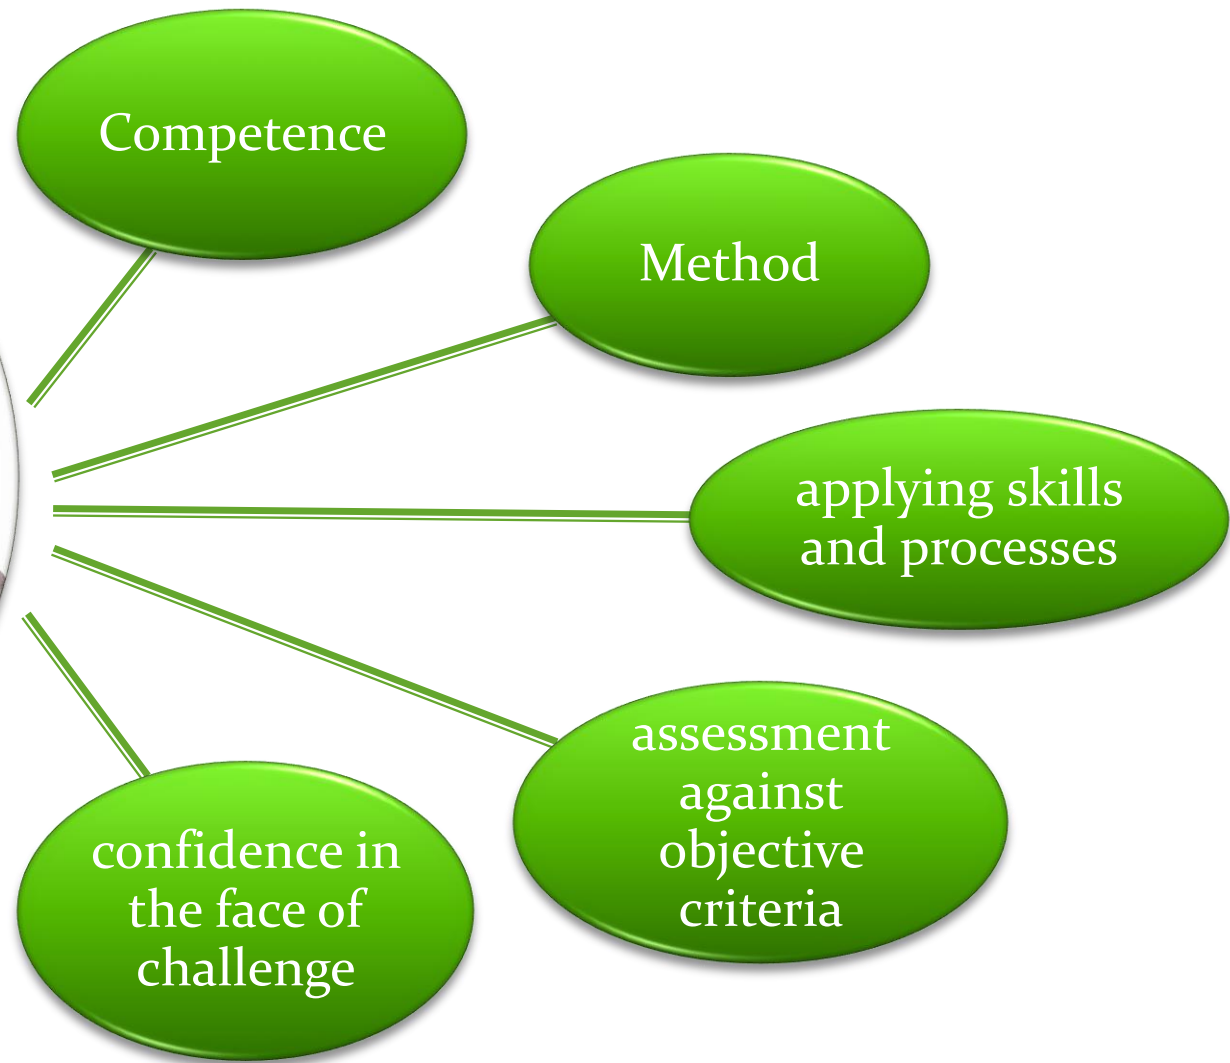 Competence
Method
applying skills
and processes
assessment
against
objective
criteria
confidence in
the face of
challenge